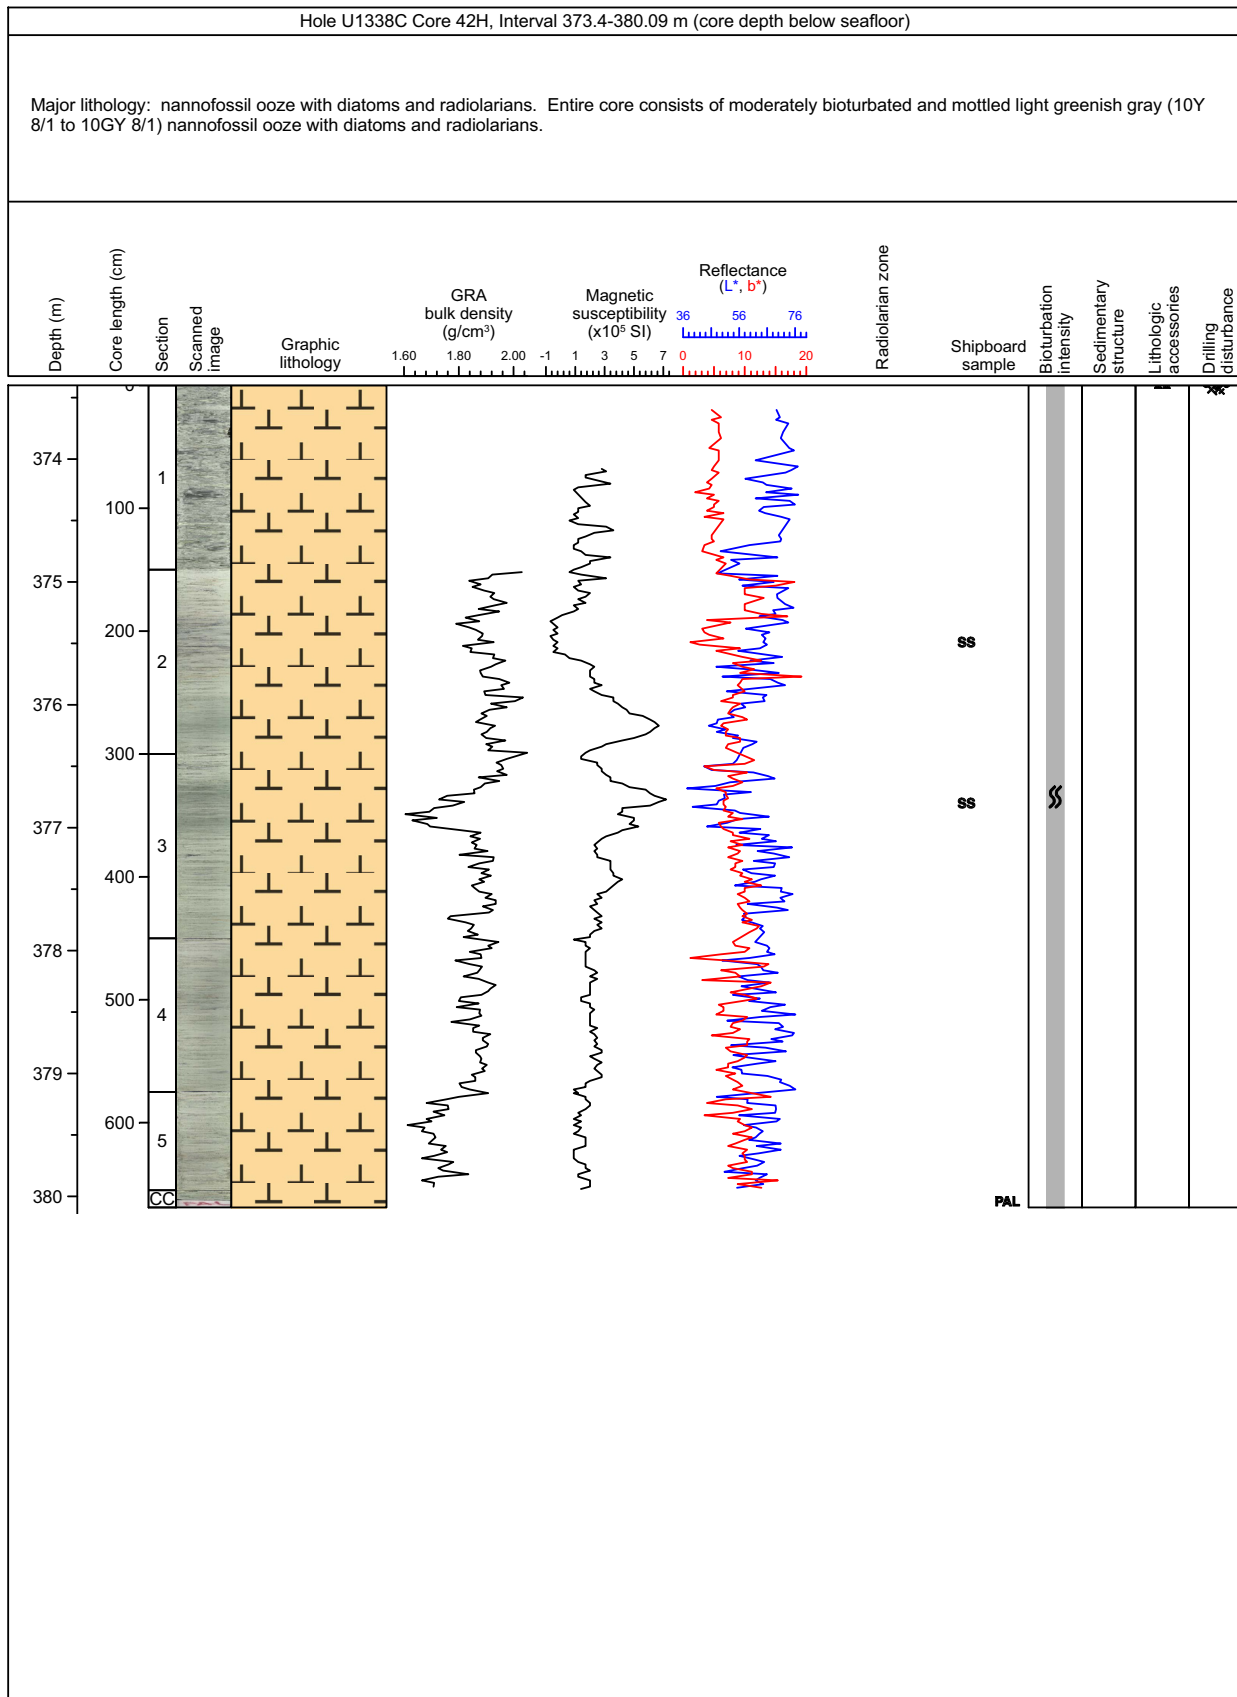 Hole U1338C Core 42H, Interval 373.4-380.09 m (core depth below seafloor)
Major lithology: nannofossil ooze with diatoms and radiolarians. Entire core consists of moderately bioturbated and mottled light greenish gray (10Y
8/1 to 10GY 8/1) nannofossil ooze with diatoms and radiolarians.
Depth (m)
Core length (cm)
Section
Scanned
image
Graphic
lithology
GRA
bulk density
(g/cm³)
1.60 1.80 2.00
Magnetic
susceptibility
(x10⁵ SI)
-1 1 3 5 7
Reflectance
(L*, b*)
36 56 76
0 10 20
Radiolarian zone
Shipboard
sample
Bioturbation
intensity
Sedimentary
structure
Lithologic
accessories
Drilling
disturbance
0
374
1
100
375
200
SS
2
376
300
SS
377
3
400
378
500
4
379
600
5
380
CC
PAL